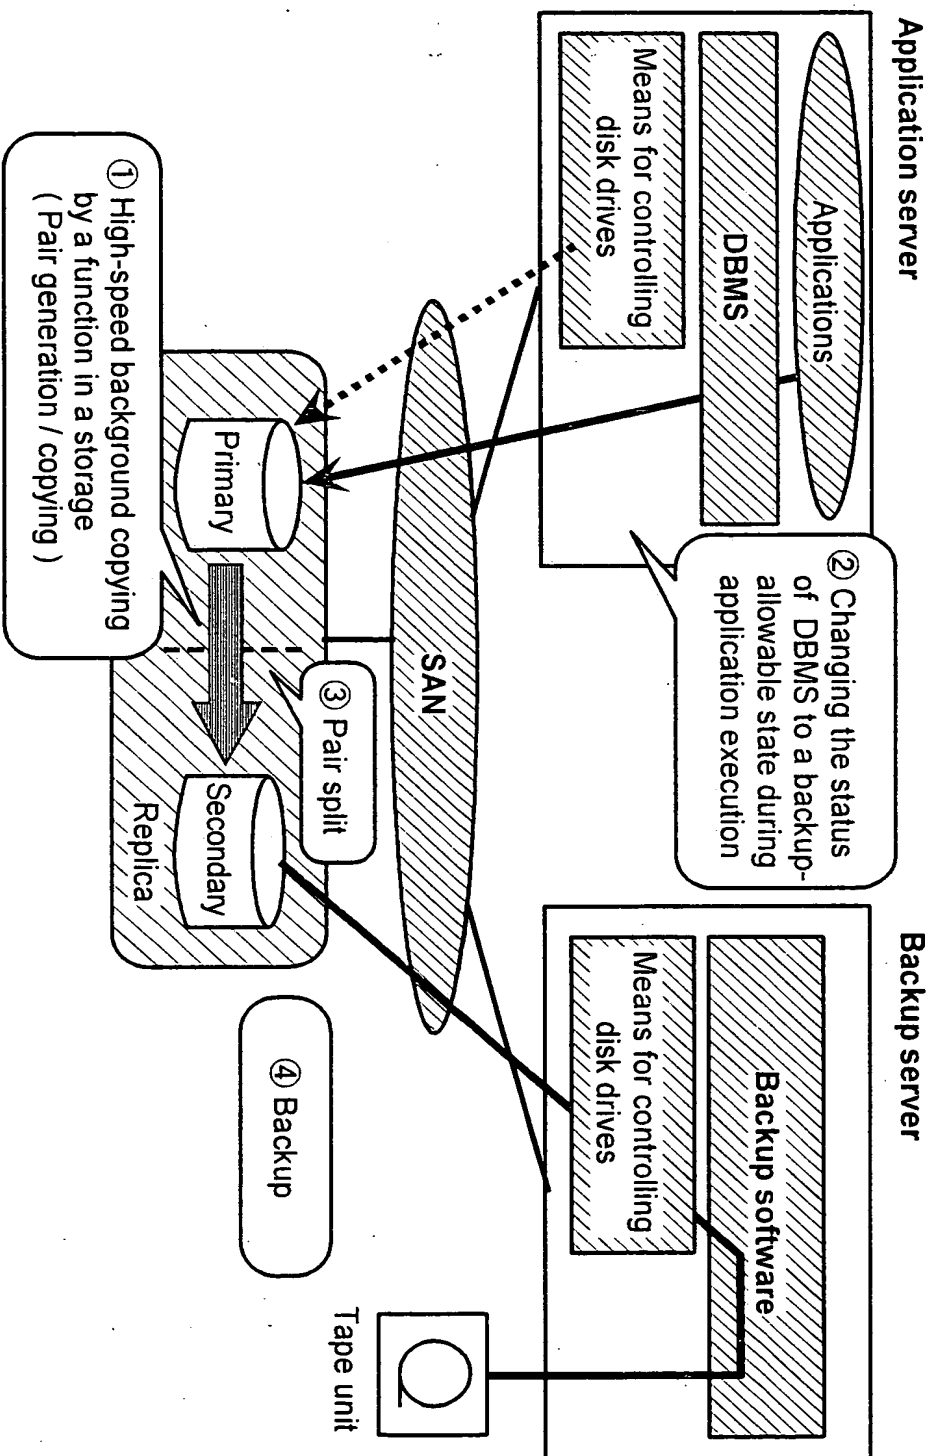 Application server
Applications
DBMS
Means for controlling
disk drives
② Changing the status
of DBMS to a backup-
allowable state during
application execution
Backup server
Backup software
Means for controlling
disk drives
SAN
① High-speed background copying
by a function in a storage
( Pair generation / copying )
Primary
③ Pair split
Secondary
Replica
④ Backup
Tape unit